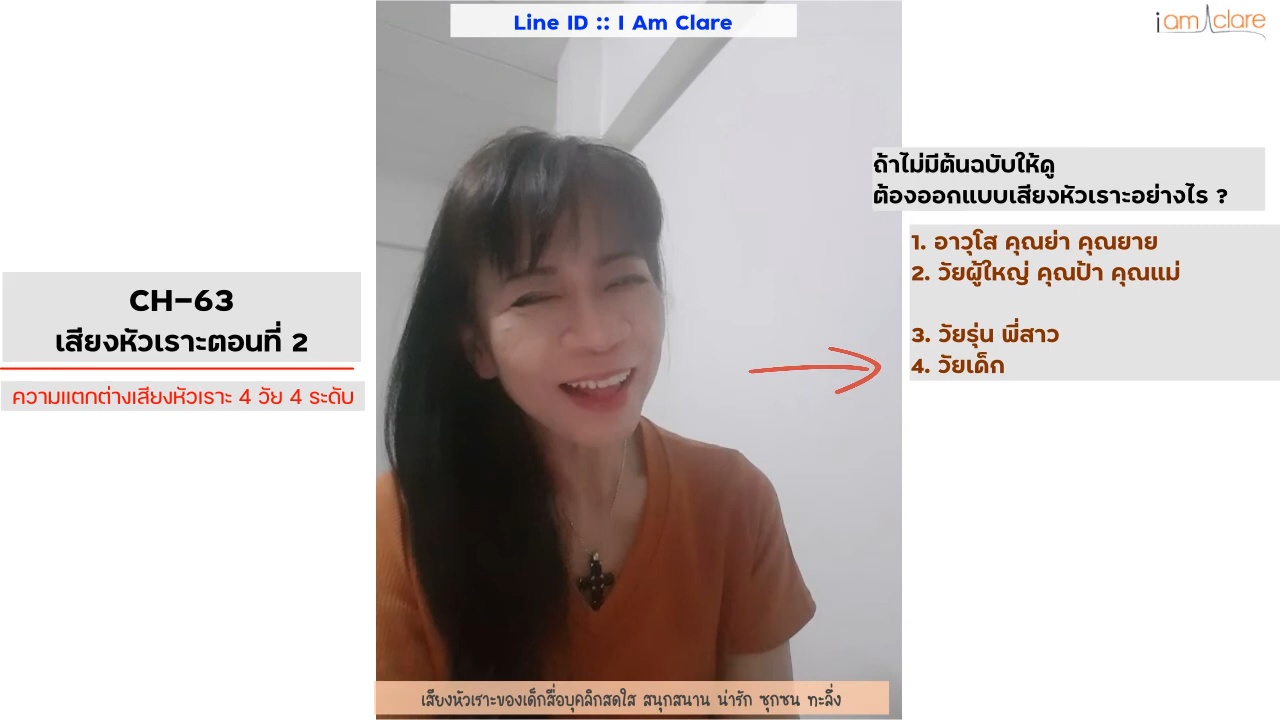 Line ID :: I Am Clare
i am clare
ถ้าไม่มีต้นฉบับให้ดู
ต้องออกแบบเสียงหัวเราะอย่างไร ?
1. อาวุโส คุณย่า คุณยาย
2. วัยผู้ใหญ่ คุณป้า คุณแม่
3. วัยรุ่น พี่สาว
4. วัยเด็ก
CH-63
เสียงหัวเราะตอนที่ 2
ความแตกต่างเสียงหัวเราะ 4 วัย 4 ระดับ
เสียงหัวเราะของเด็กสื่อบุคลิกสดใส สนุกสนาน น่ารัก ซุกซน ทะลึ่ง